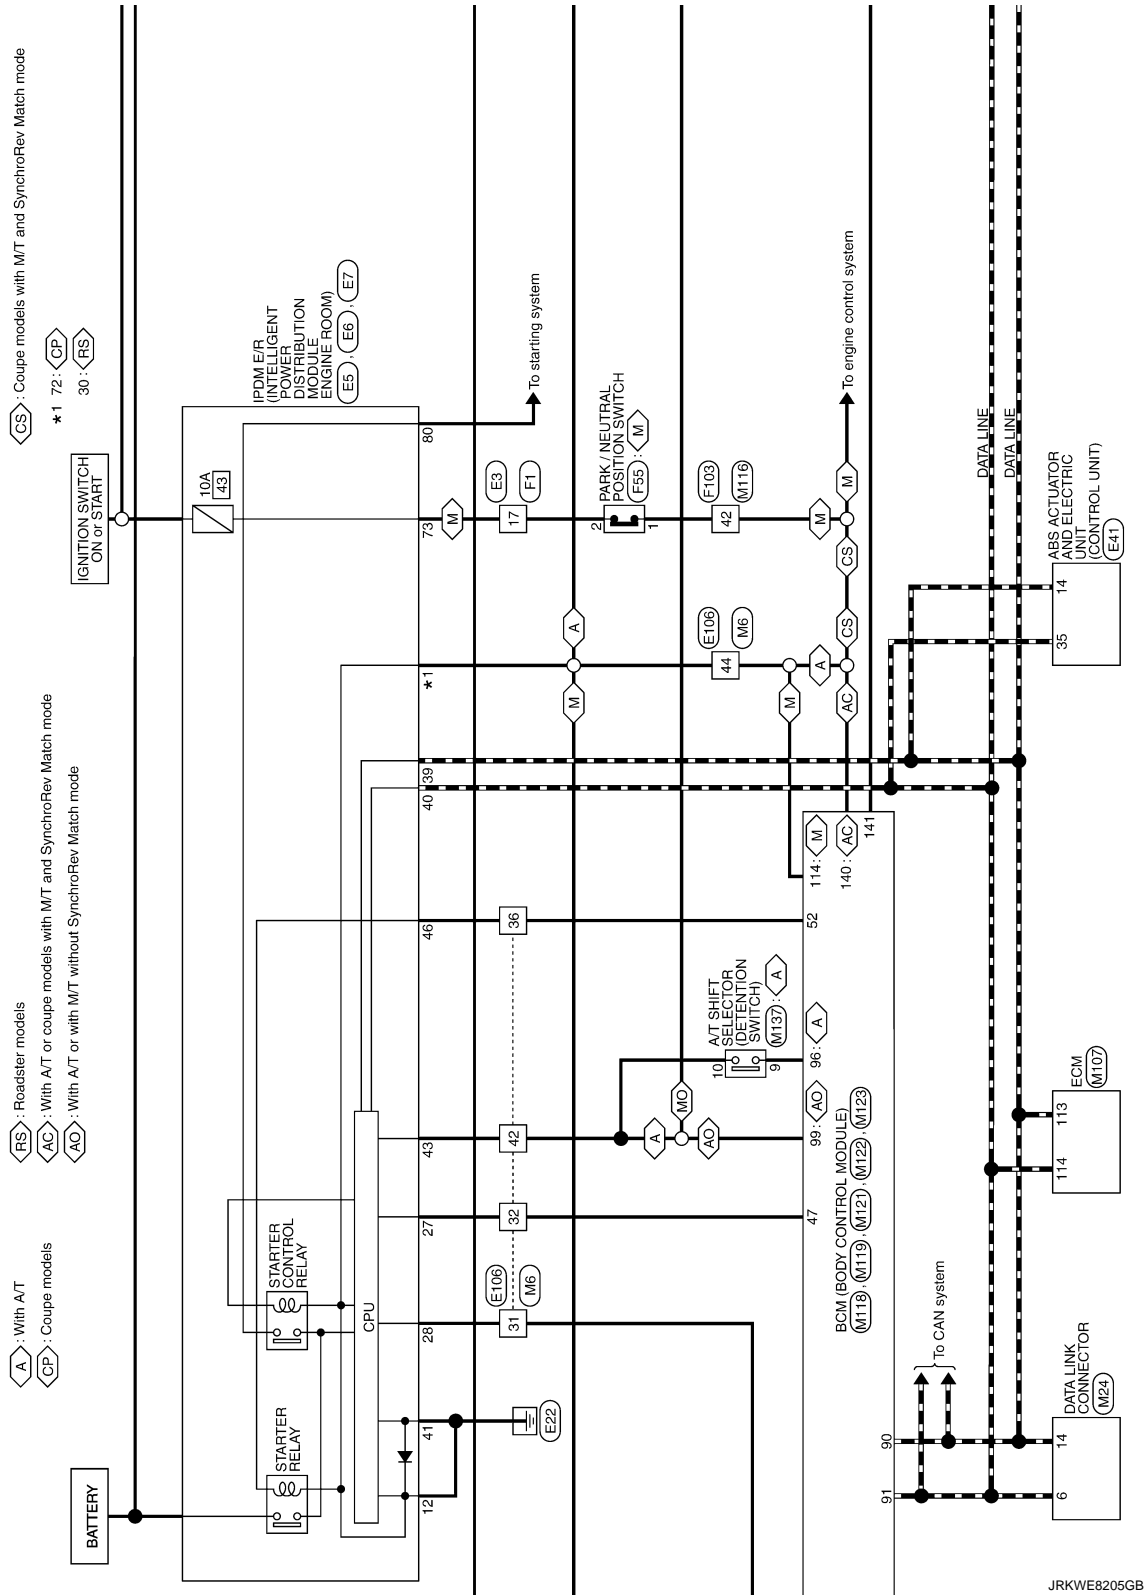 A : With A/T
CP : Coupe models
RS : Roadster models
AC : With A/T or coupe models with M/T and SynchroRev Match mode
AO : With A/T or with M/T without SynchroRev Match mode
CS : Coupe models with M/T and SynchroRev Match mode
*1 72 : CP
30 : RS
BATTERY
IGNITION SWITCH
ON or START
10A
43
IPDM E/R
(INTELLIGENT
POWER
DISTRIBUTION
MODULE
ENGINE ROOM)
E5 , E6 , E7
STARTER
RELAY
STARTER
CONTROL
RELAY
CPU
12
41
28
27
43
46
40
39
*1
73
80
To starting system
E22
E106
31
M6
32
42
36
M
E3
17
F1
A
M
PARK / NEUTRAL
POSITION SWITCH
F55 : M
2
1
A
MO
AO
A/T SHIFT
SELECTOR
(DETENTION
SWITCH)
M137 : A
10
9
E106
44
M6
F103
42
M116
M
A
M
AC
CS
CS
M
To engine control system
47
99 : AO
96 : A
52
114 : M
140 : AC
141
BCM (BODY CONTROL MODULE)
M118 , M119 , M121 , M122 , M123
91
90
To CAN system
DATA LINE
DATA LINE
DATA LINK
CONNECTOR
M24
6
14
ECM
M107
114
113
ABS ACTUATOR
AND ELECTRIC
UNIT
(CONTROL UNIT)
E41
35
14
JRKWE8205GB